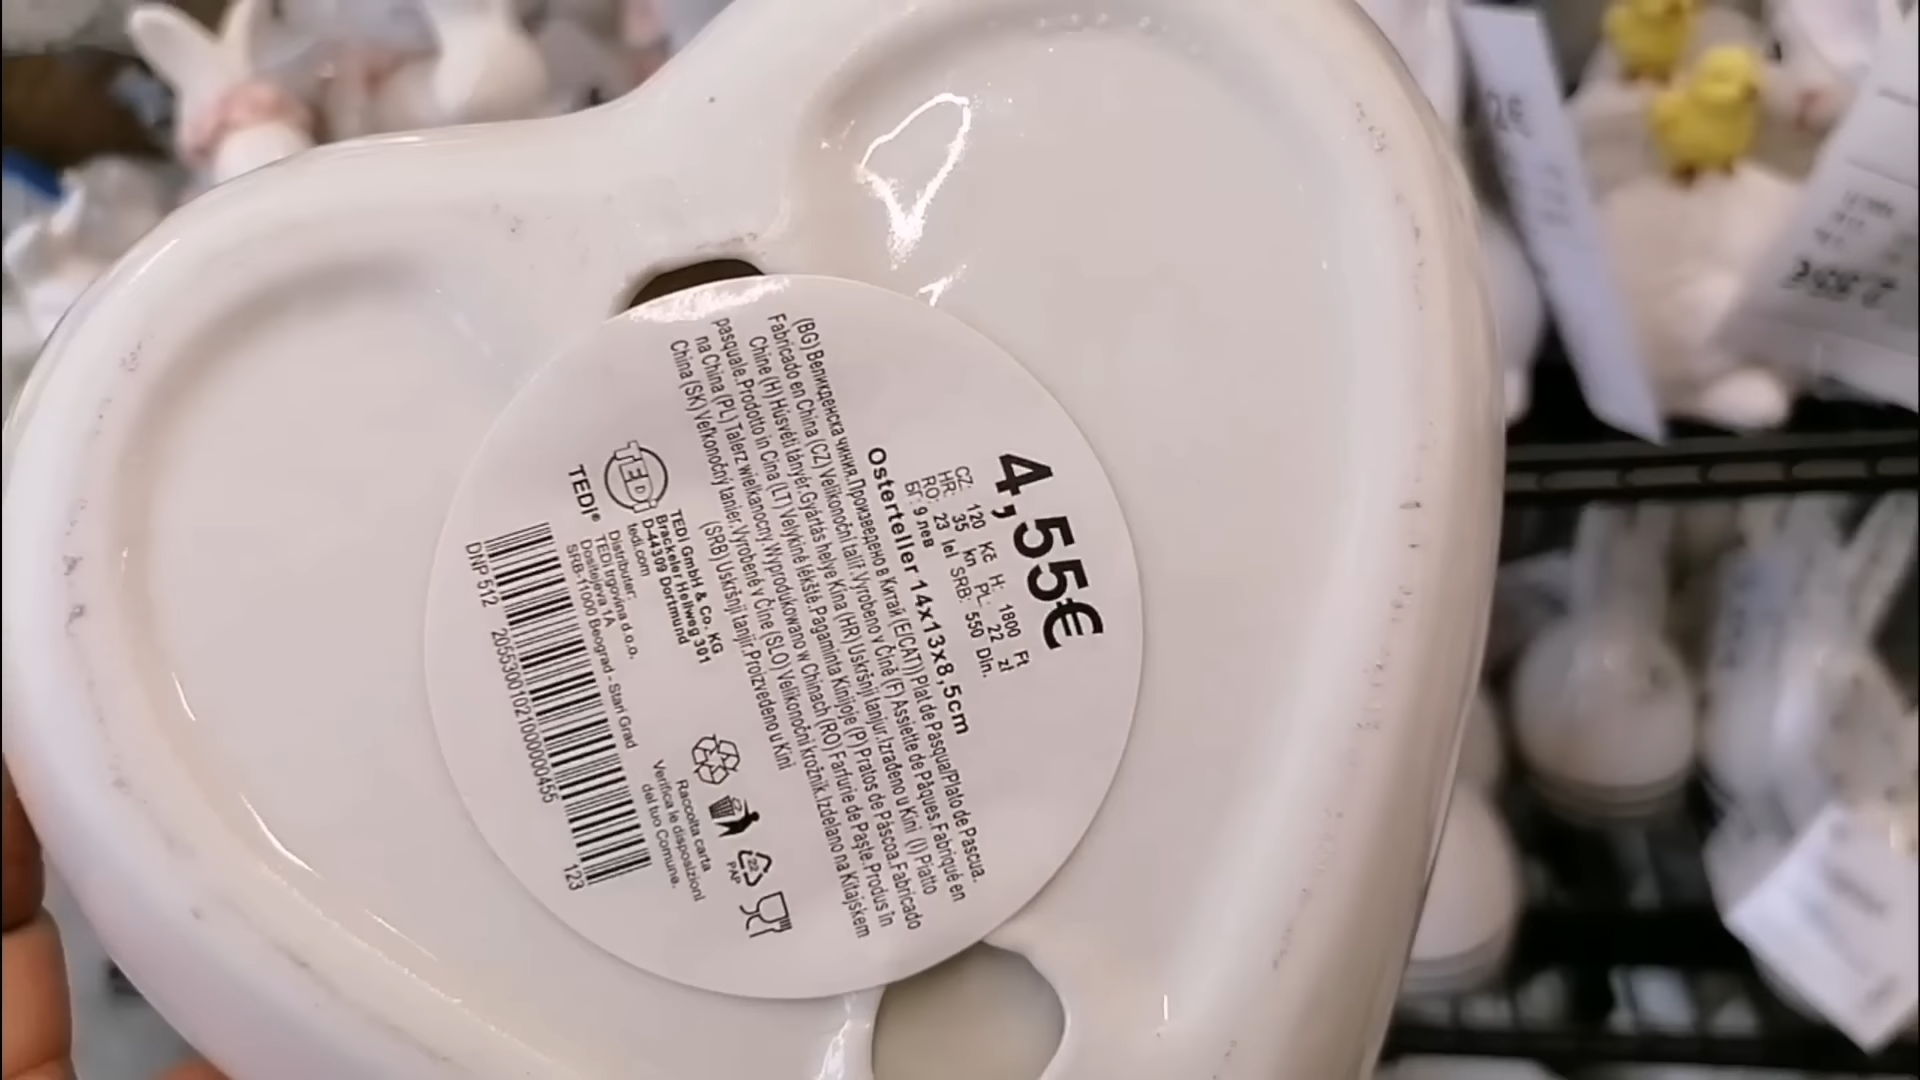 4,55€
CZ: 120 Kč H: 1800 Ft
HR: 35 kn PL: 22 zł
RO: 23 lei SRB: 550 Din.
БГ: 9 лев
Osterteller 14x13x8,5cm
(BG) Великденска чиния.Произведено в Китай (E/CAT) Plat de Pasqua/Plato de Pascua.
Fabricado en China (CZ) Velikonoční talíř.Vyrobeno v Číně (F) Assiette de Pâques.Fabriqué en
Chine (H) Húsvéti tányér.Gyártás helye Kína (HR) Uskršnji tanjur.Izrađeno u Kini (I) Piatto
pasquale.Prodotto in Cina (LT) Velykinė lėkštė.Pagaminta Kinijoje (P) Pratos de Páscoa.Fabricado
na China (PL) Talerz wielkanocny.Wyprodukowano w Chinach (RO) Farfurie de Paște.Produs în
China (SK) Veľkonočný tanier.Vyrobené v Číne (SLO) Velikonočni krožnik.Izdelano na Kitajskem
(SRB) Uskršnji tanjir.Proizvedeno u Kini
TEDi
TEDI®
TEDI GmbH & Co. KG
Brackeler Hellweg 301
D-44309 Dortmund
tedi.com
Distributer:
TEDI trgovina d.o.o.
Dositejeva 1A
SRB-11000 Beograd - Stari Grad
22
PAP
Raccolta carta
Verifica le disposizioni
del tuo Comune.
DNP 512 2055300102100000455 123
2€
2,95€